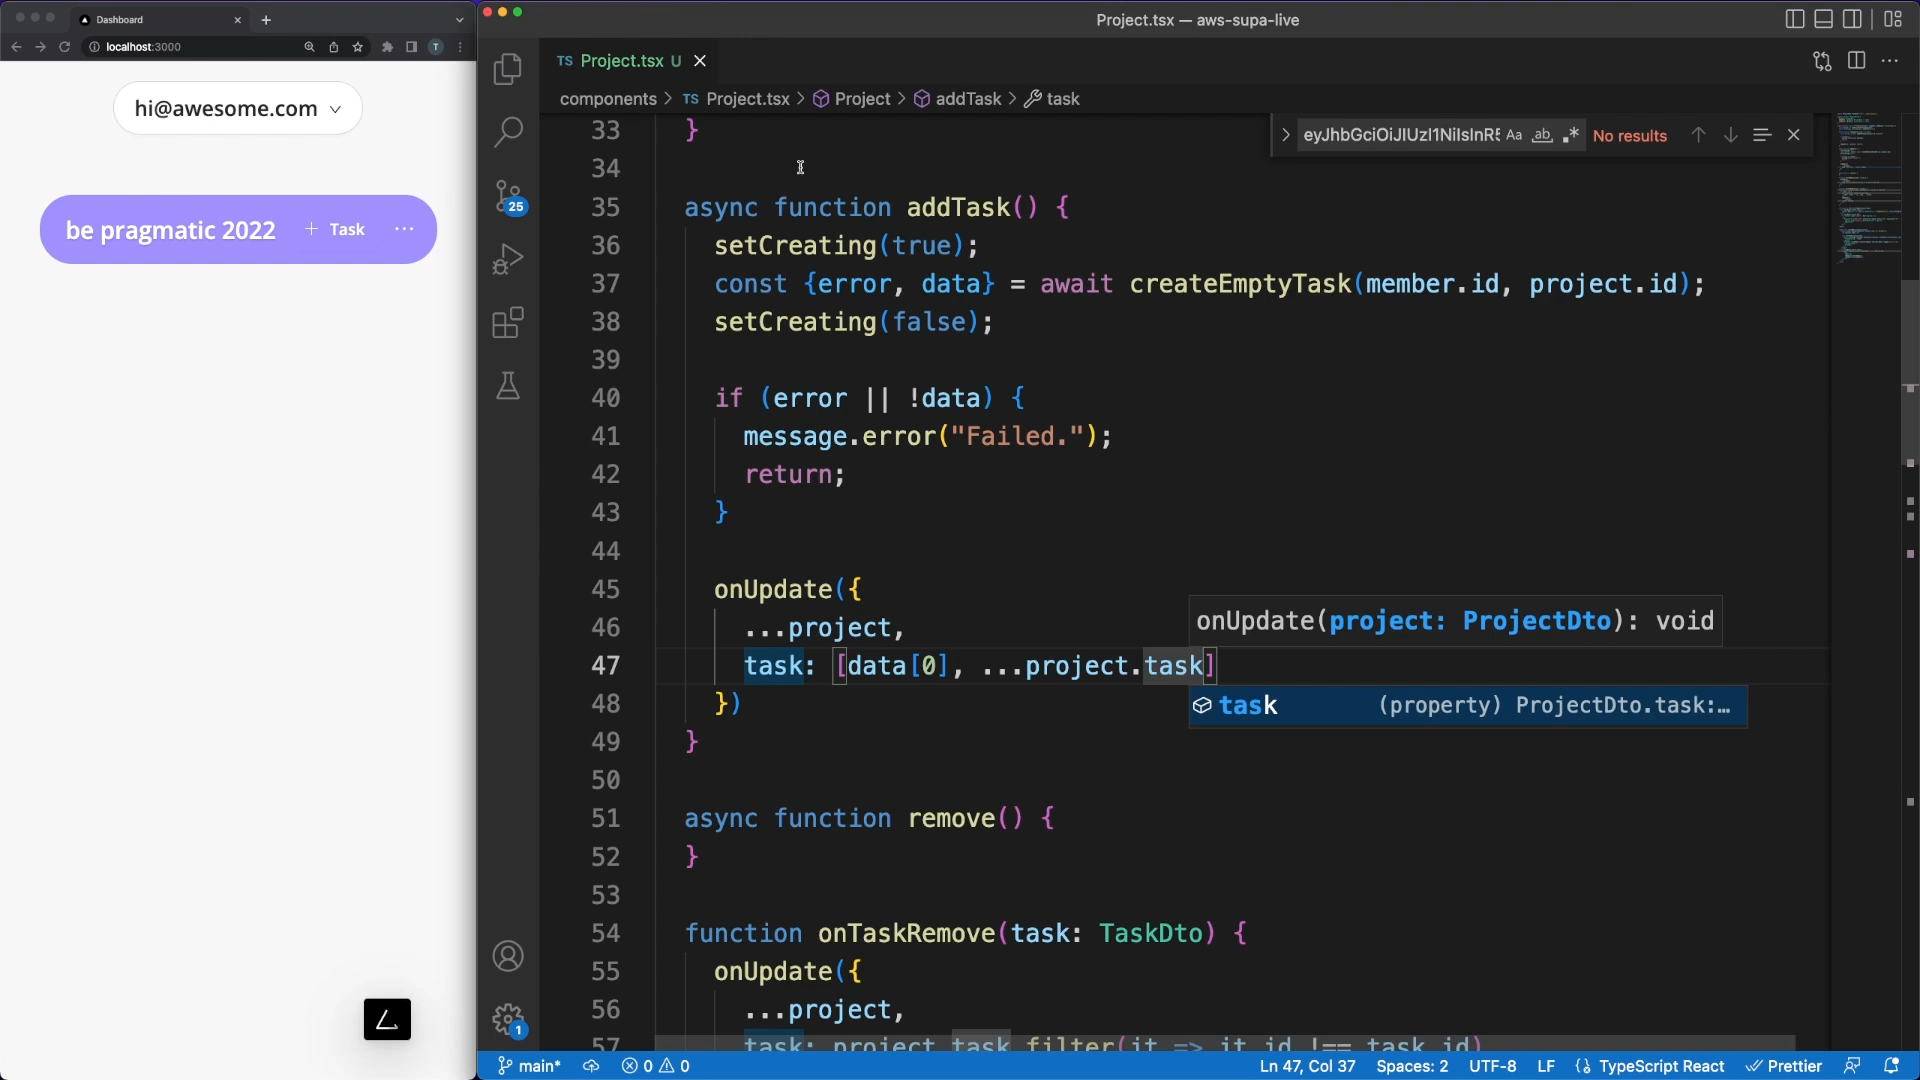 Dashboard
localhost:3000
T
hi@awesome.com
be pragmatic 2022
+ Task
...
Project.tsx — aws-supa-live
TS Project.tsx U
components > TS Project.tsx > Project > addTask > task
eyJhbGciOiJIUzI1NiIsInR5 Aa ab .* No results
25
1
33 }
34
35 async function addTask() {
36 setCreating(true);
37 const {error, data} = await createEmptyTask(member.id, project.id);
38 setCreating(false);
39
40 if (error || !data) {
41 message.error("Failed.");
42 return;
43 }
44
45 onUpdate({
46 ...project,
onUpdate(project: ProjectDto): void
47 task: [data[0], ...project.task]
task (property) ProjectDto.task:…
48 })
49 }
50
51 async function remove() {
52 }
53
54 function onTaskRemove(task: TaskDto) {
55 onUpdate({
56 ...project,
57 task: project.task.filter(it => it.id !== task.id)
main* 0 0 Ln 47, Col 37 Spaces: 2 UTF-8 LF {} TypeScript React Prettier